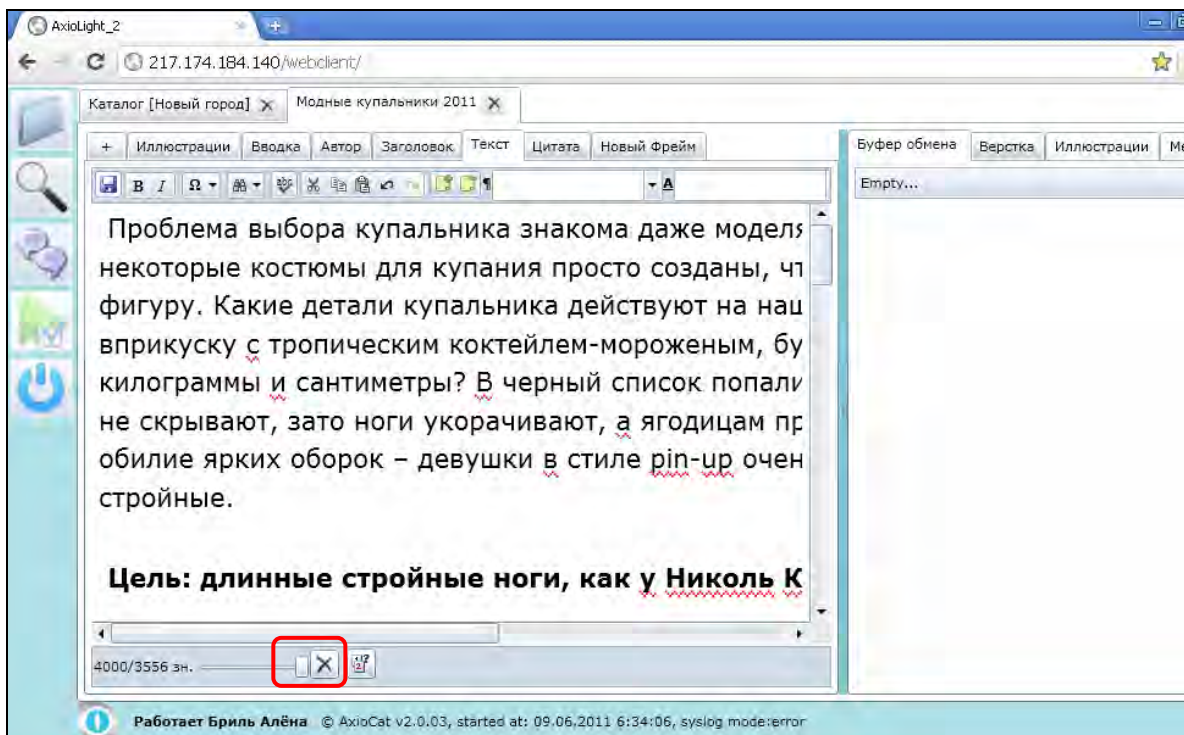 AxioLight_2
217.174.184.140/webclient/
Каталог [Новый город] Модные купальники 2011
+ Иллюстрации Вводка Автор Заголовок Текст Цитата Новый Фрейм
Буфер обмена Верстка Иллюстрации Ме
B I Ω ¶ A
Empty...
Проблема выбора купальника знакома даже моделя
некоторые костюмы для купания просто созданы, чт
фигуру. Какие детали купальника действуют на наш
вприкуску с тропическим коктейлем-мороженым, бу
килограммы и сантиметры? В черный список попали
не скрывают, зато ноги укорачивают, а ягодицам пр
обилие ярких оборок – девушки в стиле pin-up очен
стройные.
Цель: длинные стройные ноги, как у Николь К
4000/3556 зн.
Работает Бриль Алёна © AxioCat v2.0.03, started at: 09.06.2011 6:34:06, syslog mode:error